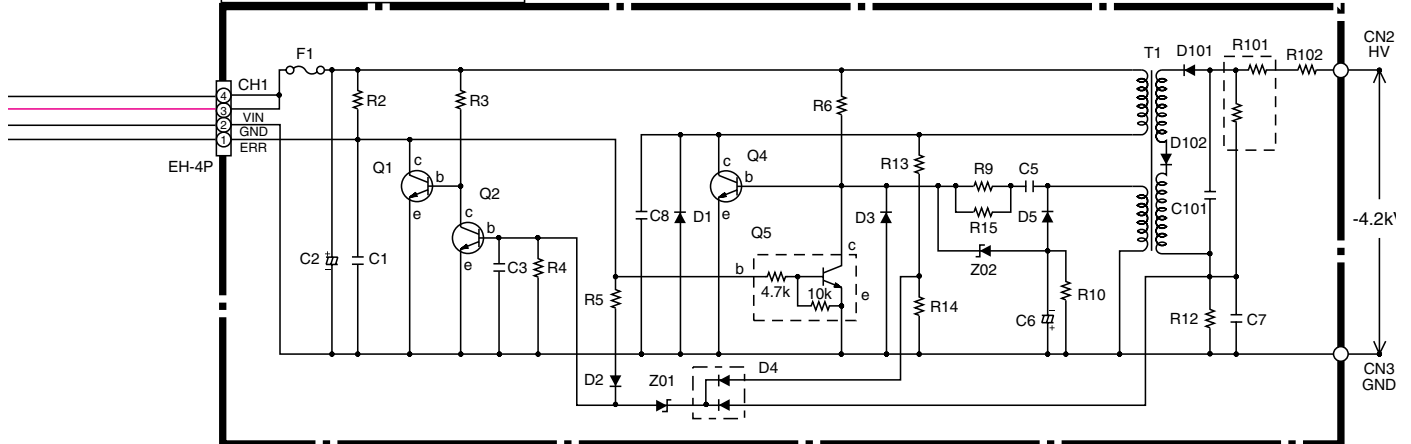 CN2
HV
F1
T1
D101
R101
R102
CH1
4
3
2
1
VIN
GND
ERR
EH-4P
R2
R3
R6
Q1
c
b
e
Q2
c
b
e
Q4
c
b
e
R13
R9
C5
R15
D102
C101
-4.2k
C2
C1
C3
R4
C8
D1
D3
D5
Z02
Q5
c
b
4.7k
10k
e
R5
R14
C6
R10
R12
C7
D2
Z01
D4
CN3
GND